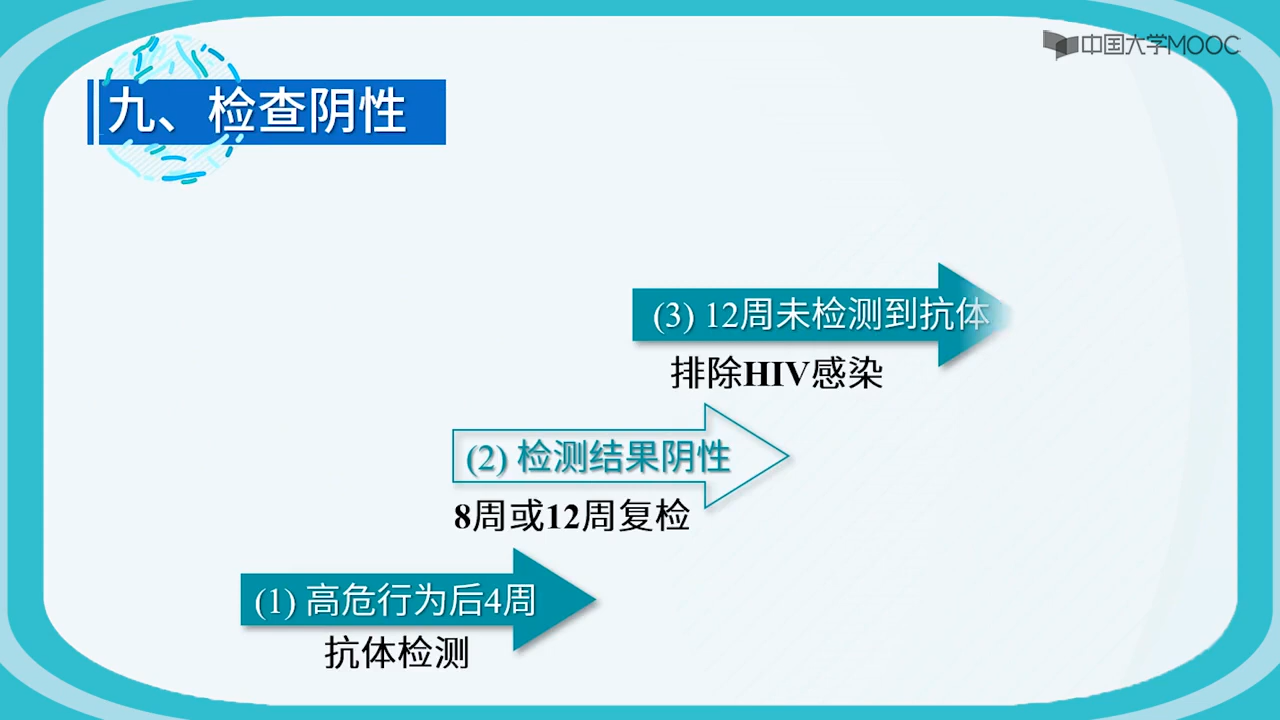 中国大学MOOC
九、检查阴性
(3) 12周未检测到抗体
排除HIV感染
(2) 检测结果阴性
8周或12周复检
(1) 高危行为后4周
抗体检测